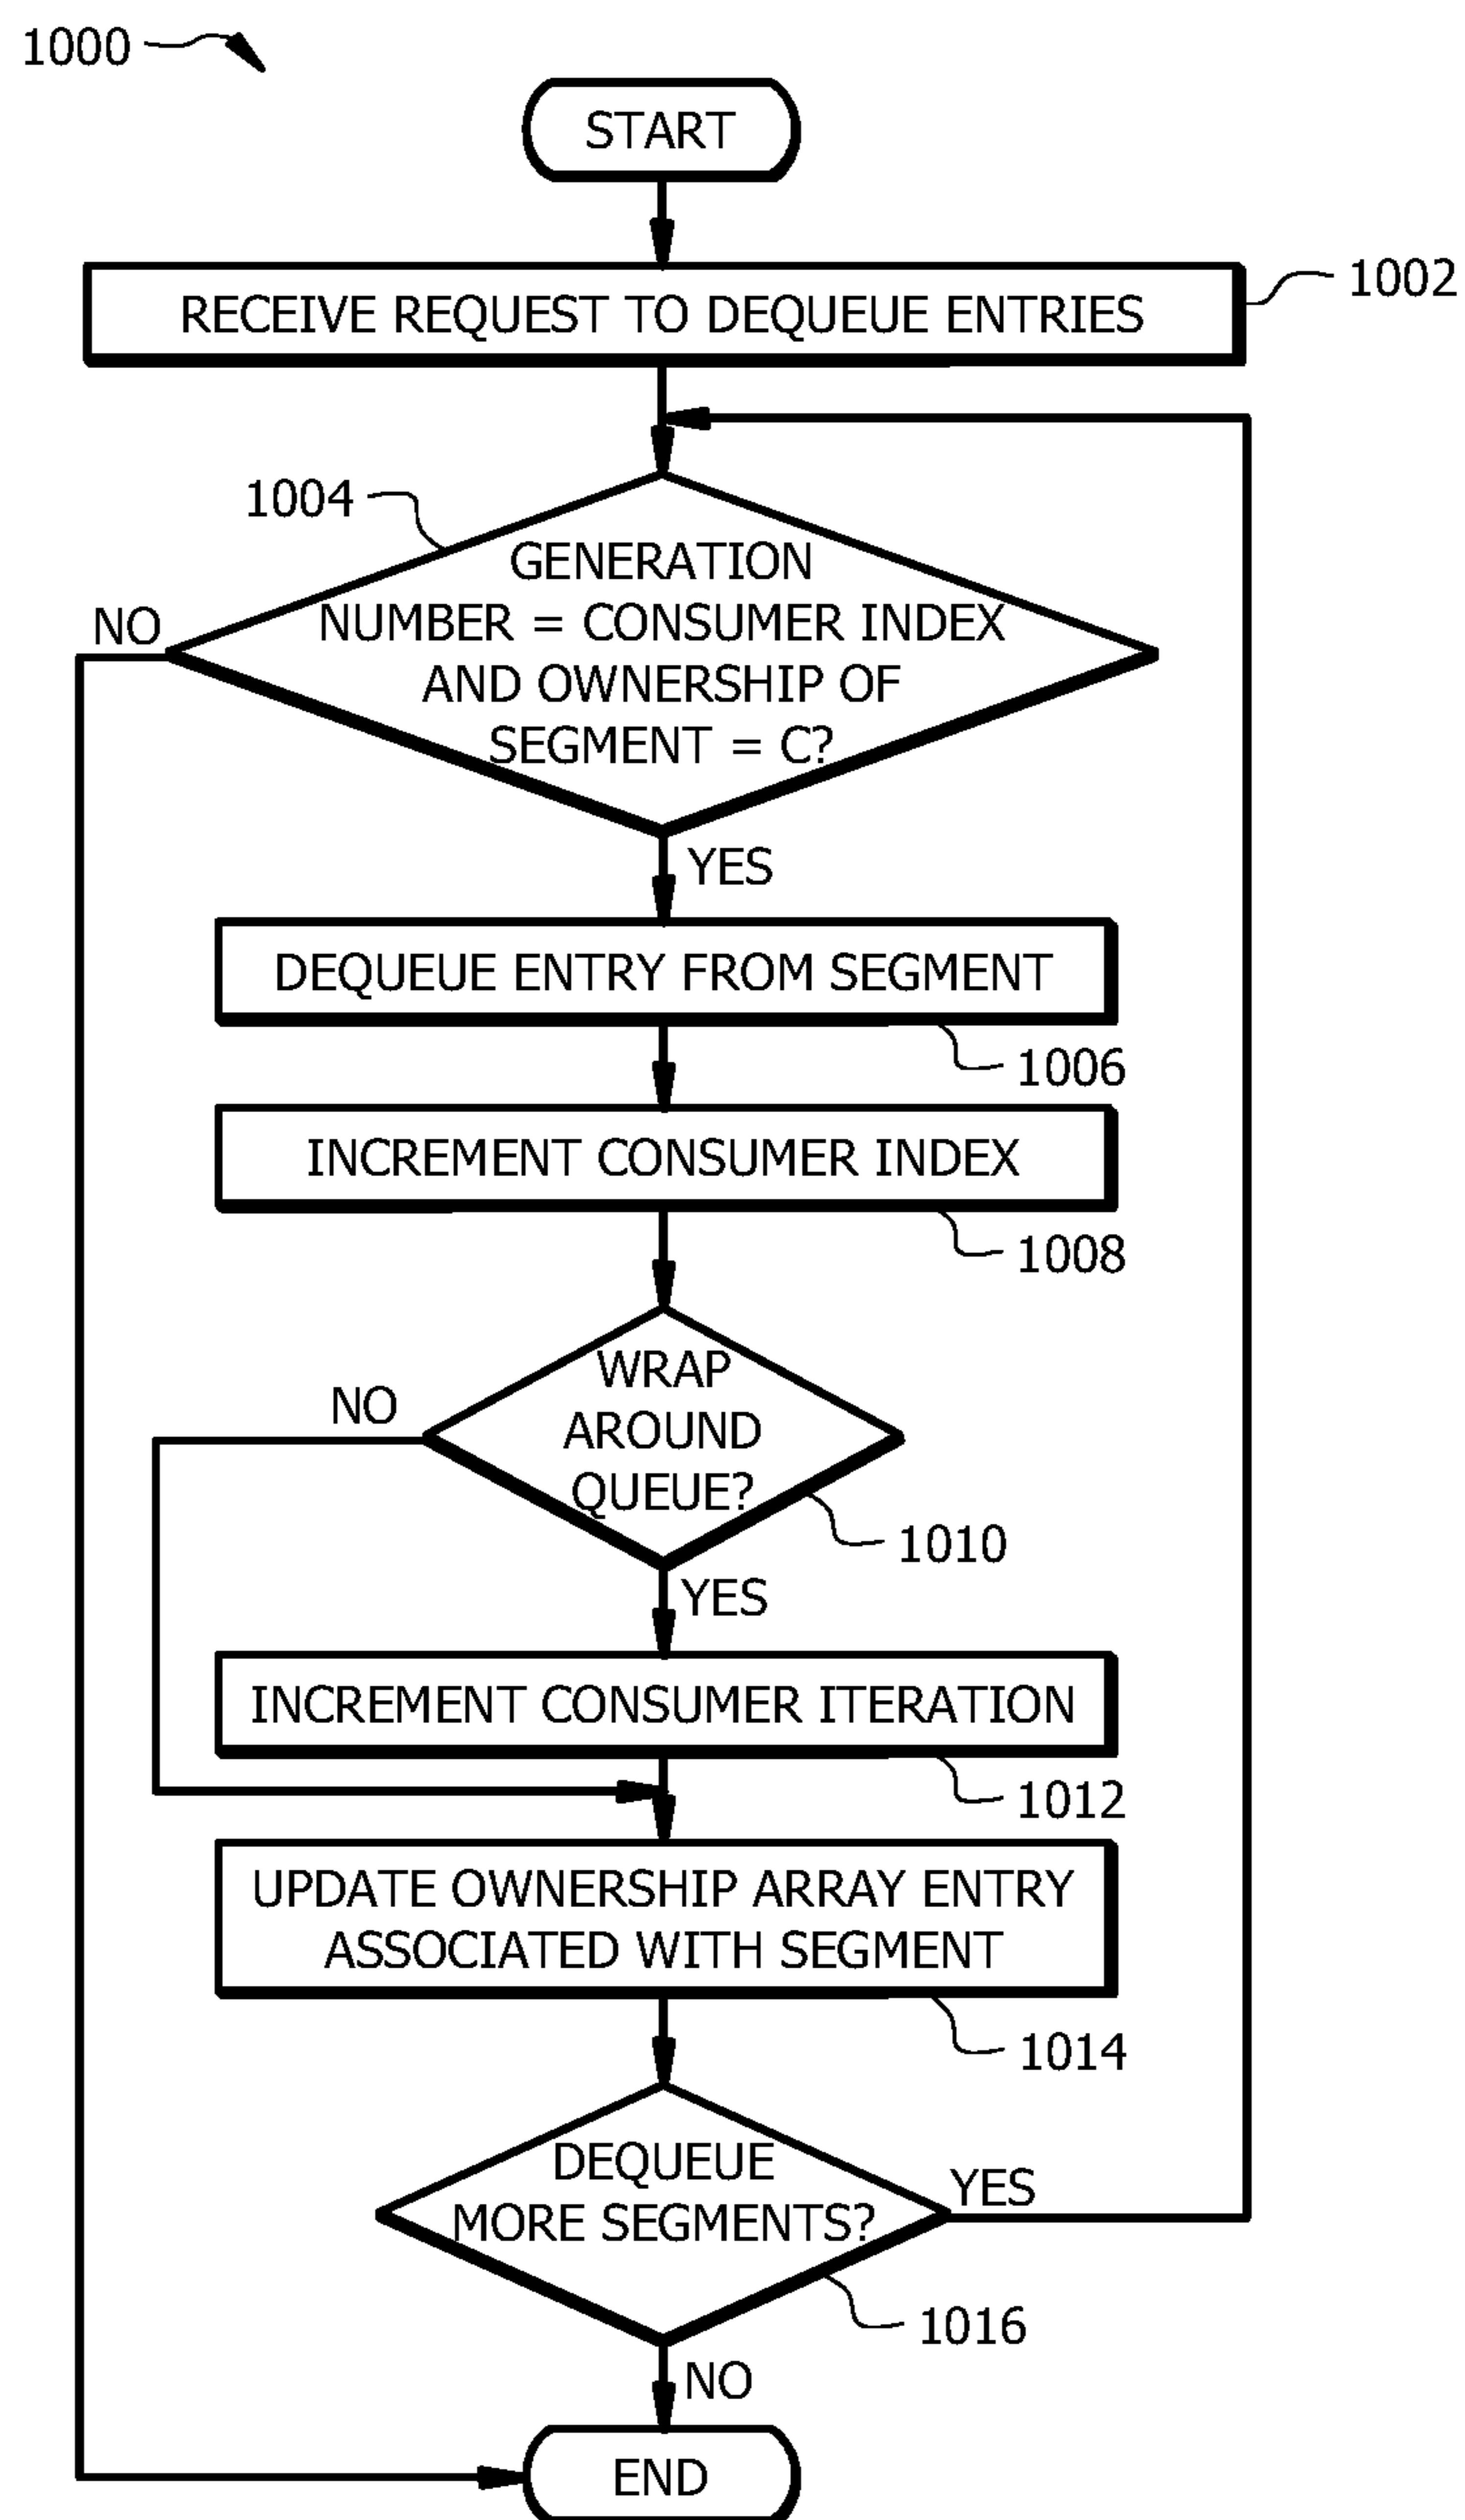 1000
START
RECEIVE REQUEST TO DEQUEUE ENTRIES
1002
1004
GENERATION
NUMBER = CONSUMER INDEX
AND OWNERSHIP OF
SEGMENT = C?
NO
YES
DEQUEUE ENTRY FROM SEGMENT
1006
INCREMENT CONSUMER INDEX
1008
WRAP
AROUND
QUEUE?
NO
1010
YES
INCREMENT CONSUMER ITERATION
1012
UPDATE OWNERSHIP ARRAY ENTRY
ASSOCIATED WITH SEGMENT
1014
DEQUEUE
MORE SEGMENTS?
YES
1016
NO
END